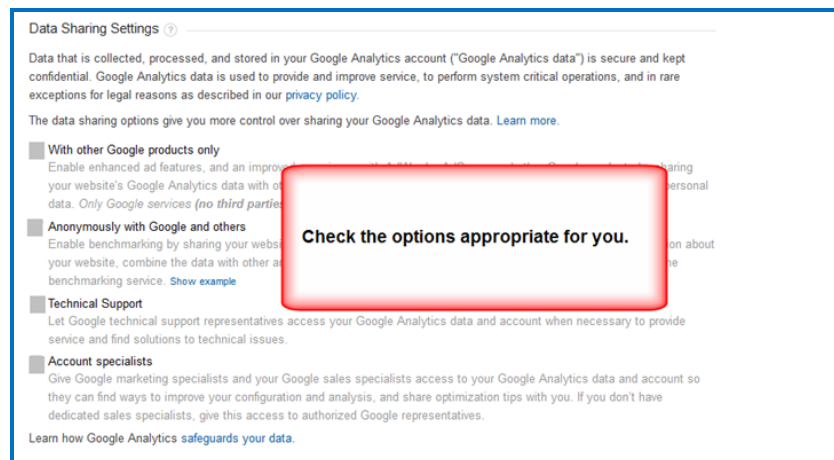 Data Sharing Settings ?
Data that is collected, processed, and stored in your Google Analytics account ("Google Analytics data") is secure and kept
confidential. Google Analytics data is used to provide and improve service, to perform system critical operations, and in rare
exceptions for legal reasons as described in our privacy policy.
The data sharing options give you more control over sharing your Google Analytics data. Learn more.
With other Google products only
Enable enhanced ad features, and an sharing
your website's Google Analytics data with personal
data. Only Google services (no third parties
Anonymously with Google and others
Enable benchmarking by sharing your about
your website, combine the data with other
benchmarking service. Show example
Check the options appropriate for you.
Technical Support
Let Google technical support representatives access your Google Analytics data and account when necessary to provide
service and find solutions to technical issues.
Account specialists
Give Google marketing specialists and your Google sales specialists access to your Google Analytics data and account so
they can find ways to improve your configuration and analysis, and share optimization tips with you. If you don't have
dedicated sales specialists, give this access to authorized Google representatives.
Learn how Google Analytics safeguards your data.